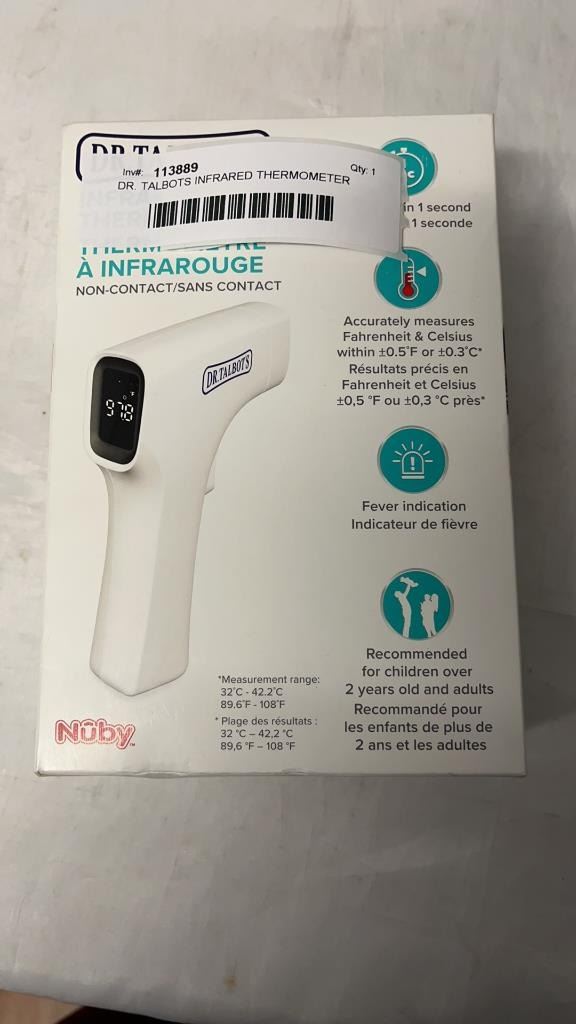 DR. TA
Inv#: 113889 Qty: 1
DR. TALBOTS INFRARED THERMOMETER
in 1 second
1 seconde
À INFRAROUGE
NON-CONTACT/SANS CONTACT
Accurately measures
Fahrenheit & Celsius
within ±0.5°F or ±0.3°C*
Résultats précis en
Fahrenheit et Celsius
±0,5 °F ou ±0,3 °C près*
DR. TALBOT'S
°F
97.8
Fever indication
Indicateur de fièvre
Recommended
for children over
2 years old and adults
Recommandé pour
les enfants de plus de
2 ans et les adultes
*Measurement range:
32°C - 42.2°C
89.6°F - 108°F
* Plage des résultats :
32 °C – 42,2 °C
89,6 °F – 108 °F
Nûby™